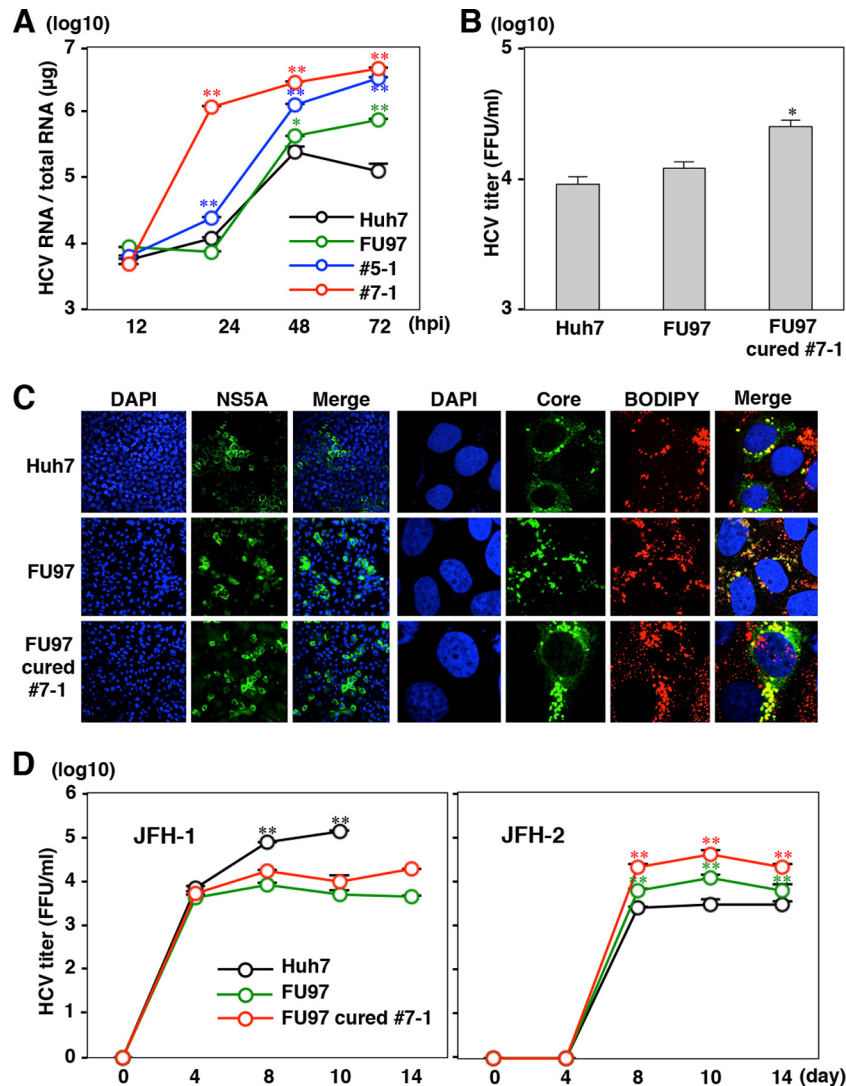 A (log10)
HCV RNA / total RNA (µg)
7
6
5
4
3
** ** **
** ** **
* **
Huh7
FU97
#5-1
#7-1
12 24 48 72 (hpi)
B (log10)
HCV titer (FFU/ml)
5
4
3
*
Huh7 FU97 FU97
cured #7-1
C
DAPI NS5A Merge DAPI Core BODIPY Merge
Huh7
FU97
FU97
cured
#7-1
D (log10)
HCV titer (FFU/ml)
6
5
4
3
2
1
0
JFH-1
** **
Huh7
FU97
FU97 cured #7-1
0 4 8 10 14
JFH-2
** ** **
** ** **
0 4 8 10 14 (day)